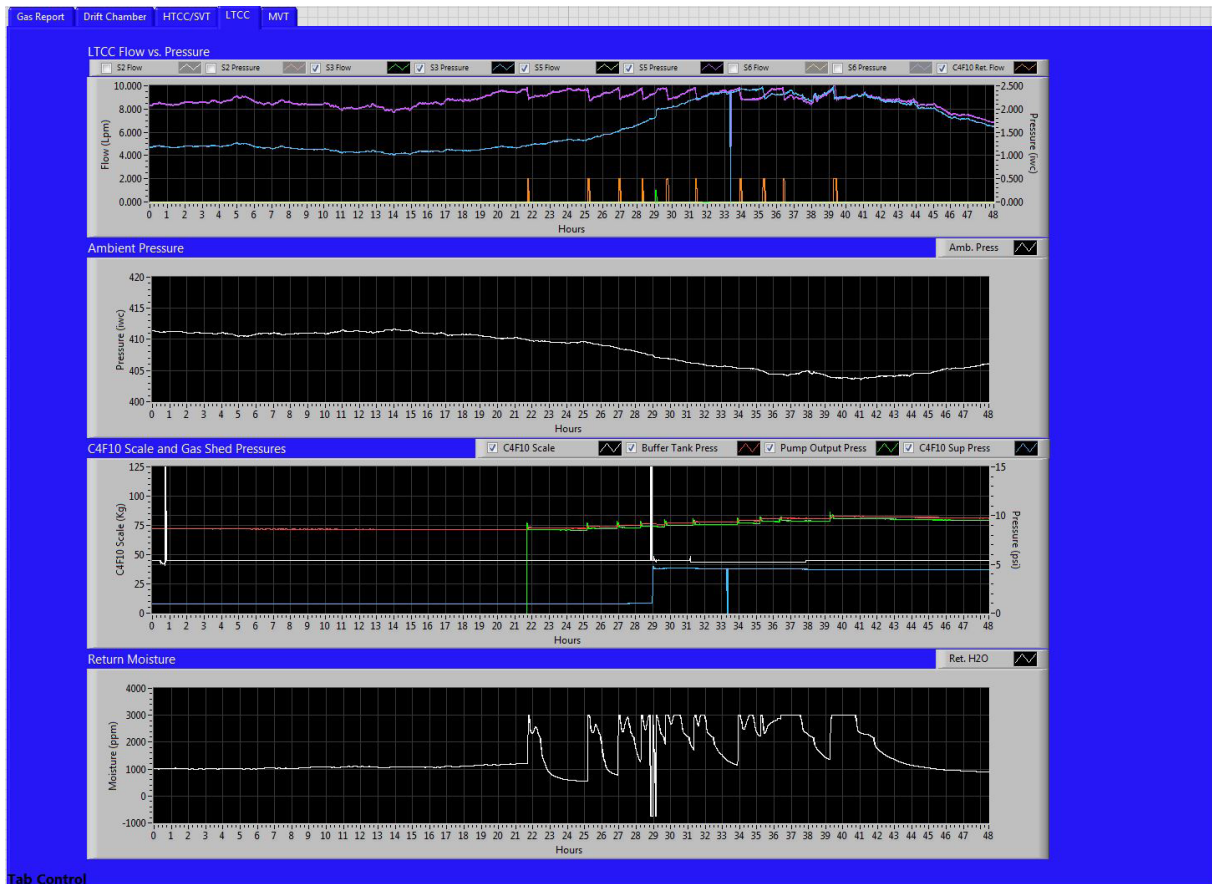 Gas Report Drift Chamber HTCC/SVT LTCC MVT
LTCC Flow vs. Pressure
S2 Flow S2 Pressure S3 Flow S3 Pressure S5 Flow S5 Pressure S6 Flow S6 Pressure C4F10 Ret. Flow
10.000
8.000
6.000
4.000
2.000
0.000
Flow (Lpm)
2.500
2.000
1.500
1.000
0.500
0.000
Pressure (iwc)
0 1 2 3 4 5 6 7 8 9 10 11 12 13 14 15 16 17 18 19 20 21 22 23 24 25 26 27 28 29 30 31 32 33 34 35 36 37 38 39 40 41 42 43 44 45 46 47 48
Hours
Ambient Pressure
Amb. Press
420
415
410
405
400
Pressure (iwc)
0 1 2 3 4 5 6 7 8 9 10 11 12 13 14 15 16 17 18 19 20 21 22 23 24 25 26 27 28 29 30 31 32 33 34 35 36 37 38 39 40 41 42 43 44 45 46 47 48
Hours
C4F10 Scale and Gas Shed Pressures
C4F10 Scale Buffer Tank Press Pump Output Press C4F10 Sup Press
125
100
75
50
25
0
C4F10 Scale (Kg)
15
10
5
0
Pressure (psi)
0 1 2 3 4 5 6 7 8 9 10 11 12 13 14 15 16 17 18 19 20 21 22 23 24 25 26 27 28 29 30 31 32 33 34 35 36 37 38 39 40 41 42 43 44 45 46 47 48
Hours
Return Moisture
Ret. H2O
4000
3000
2000
1000
0
-1000
Moisture (ppm)
0 1 2 3 4 5 6 7 8 9 10 11 12 13 14 15 16 17 18 19 20 21 22 23 24 25 26 27 28 29 30 31 32 33 34 35 36 37 38 39 40 41 42 43 44 45 46 47 48
Hours
Tab Control